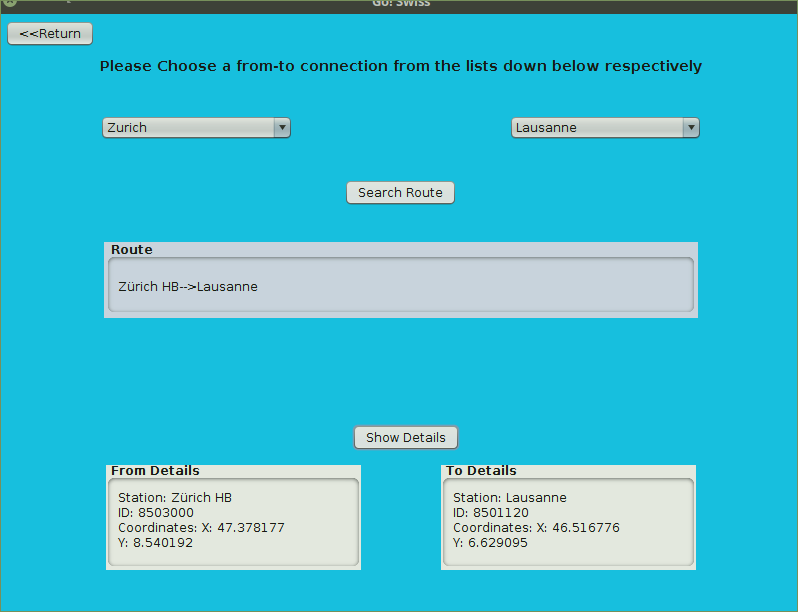 Go! Swiss
<<Return
Please Choose a from-to connection from the lists down below respectively
Zurich
Lausanne
Search Route
Route
Zürich HB-->Lausanne
Show Details
From Details
Station: Zürich HB
ID: 8503000
Coordinates: X: 47.378177
Y: 8.540192
To Details
Station: Lausanne
ID: 8501120
Coordinates: X: 46.516776
Y: 6.629095